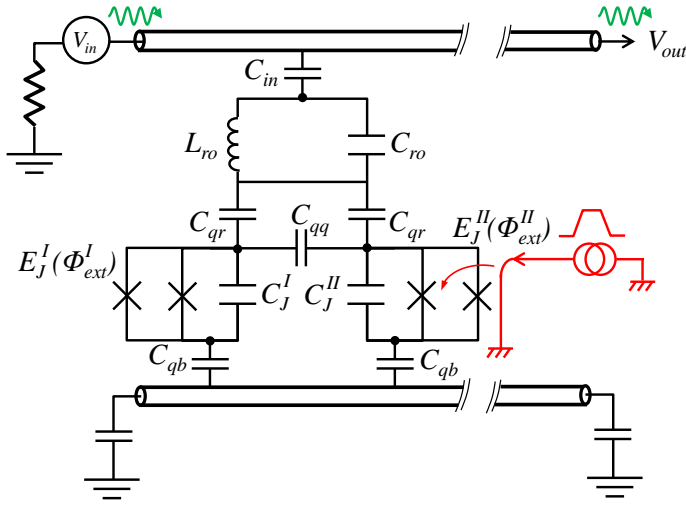 V_in
V_out
C_in
L_ro
C_ro
C_qr
C_qq
C_qr
E_J^I(Φ_ext^I)
E_J^II(Φ_ext^II)
C_J^I
C_J^II
C_qb
C_qb